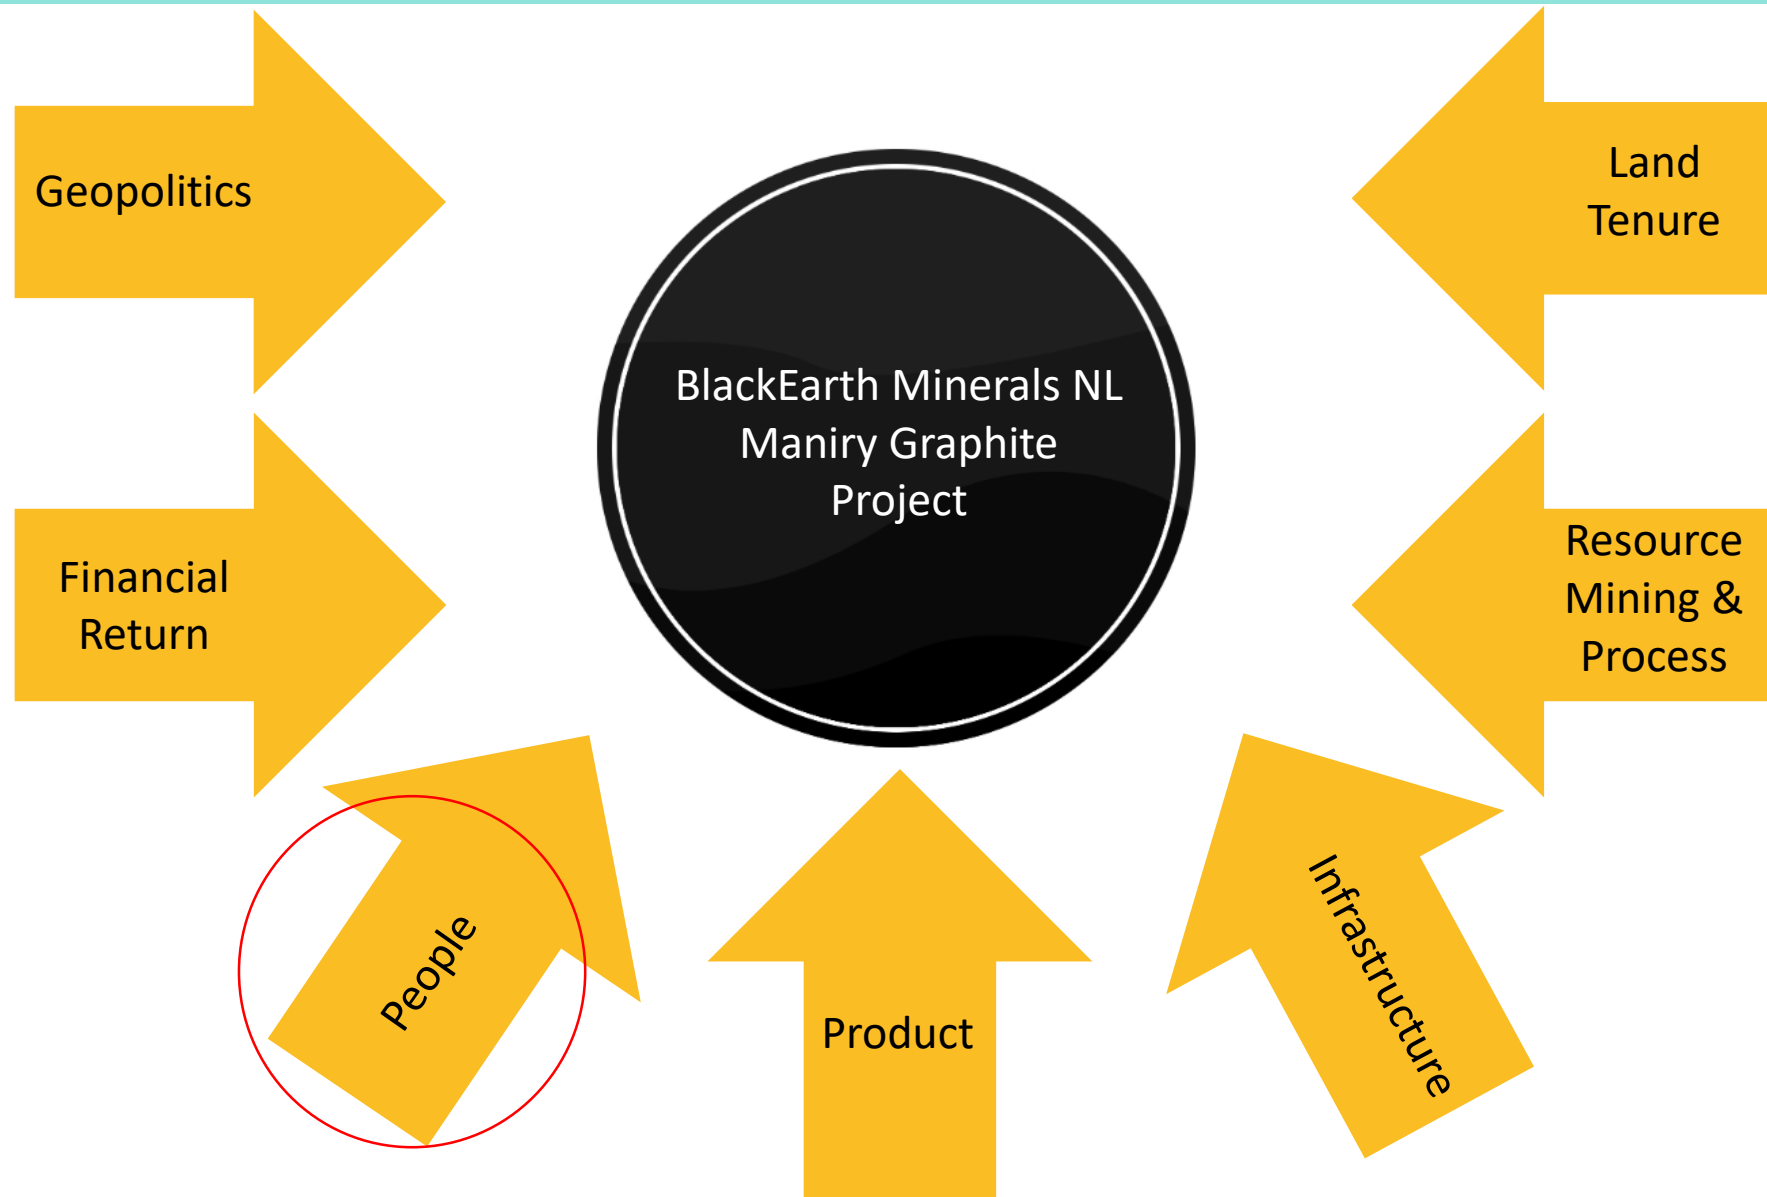 Geopolitics
Land
Tenure
BlackEarth Minerals NL
Maniry Graphite
Project
Financial
Return
Resource
Mining &
Process
People
Product
Infrastructure